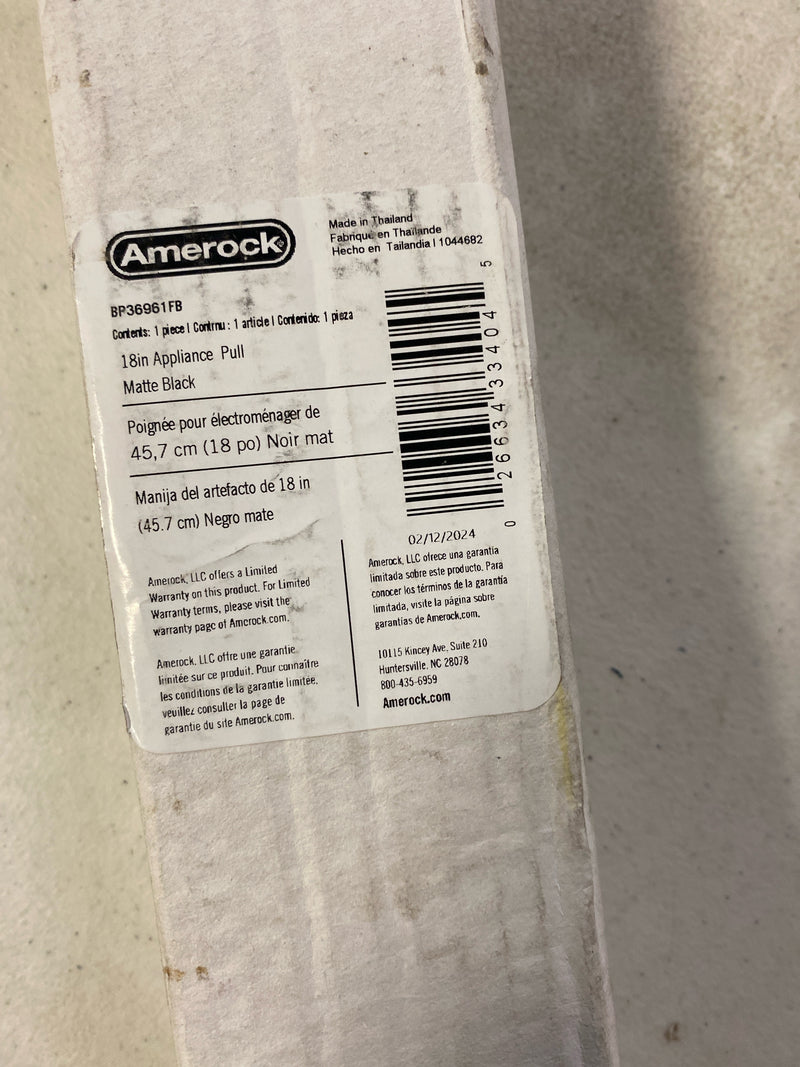 Amerock®
Made in Thailand
Fabriqué en Thaïlande
Hecho en Tailandia | 1044682
BP36961FB
Contents: 1 piece | Contenu : 1 article | Contenido: 1 pieza
18in Appliance Pull
Matte Black
Poignée pour électroménager de
45,7 cm (18 po) Noir mat
Manija del artefacto de 18 in
(45.7 cm) Negro mate
0 26634 33404 5
02/12/2024
Amerock, LLC offers a Limited
Warranty on this product. For Limited
Warranty terms, please visit the
warranty page of Amerock.com.
Amerock, LLC offre une garantie
limitée sur ce produit. Pour connaître
les conditions de la garantie limitée,
veuillez consulter la page de
garantie du site Amerock.com.
Amerock, LLC ofrece una garantía
limitada sobre este producto. Para
conocer los términos de la garantía
limitada, visite la página sobre
garantías de Amerock.com.
10115 Kincey Ave, Suite 210
Huntersville, NC 28078
800-435-6959
Amerock.com